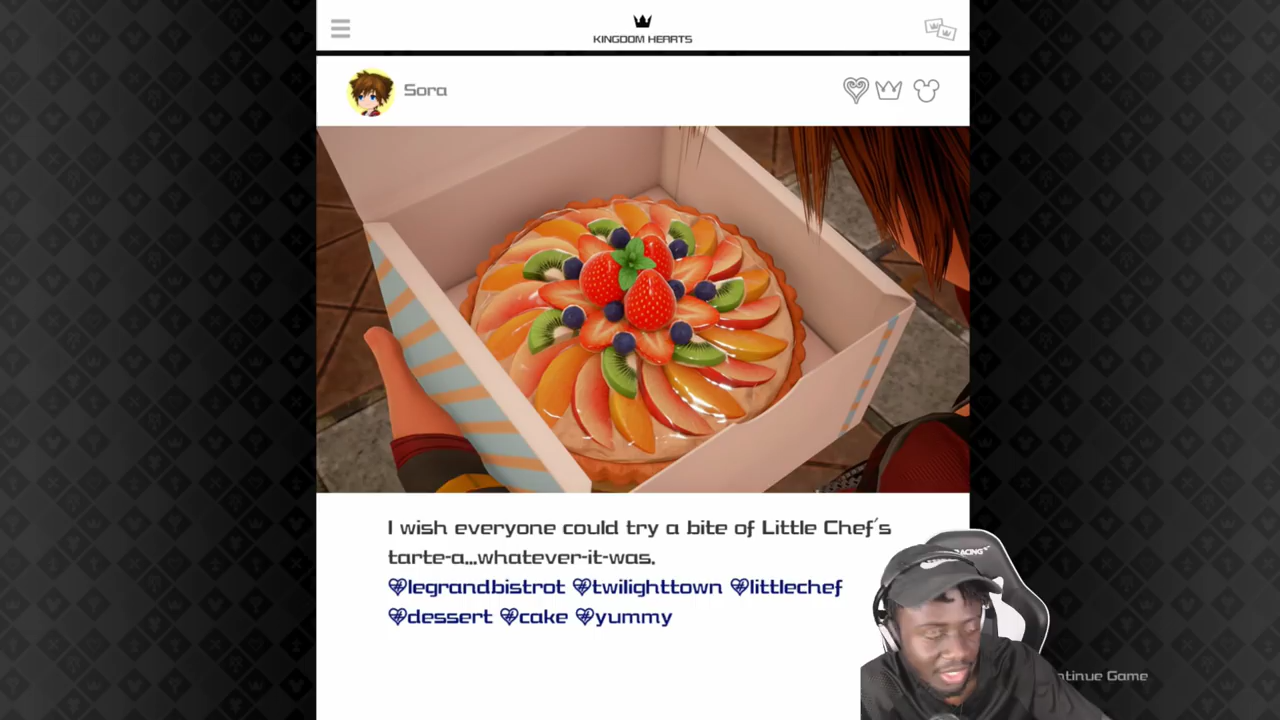 KINGDOM HEARTS
Sora
I wish everyone could try a bite of Little Chef's
tarte-a...whatever-it-was.
#legrandbistrot #twilighttown #littlechef
#dessert #cake #yummy
RACING
ntinue Game